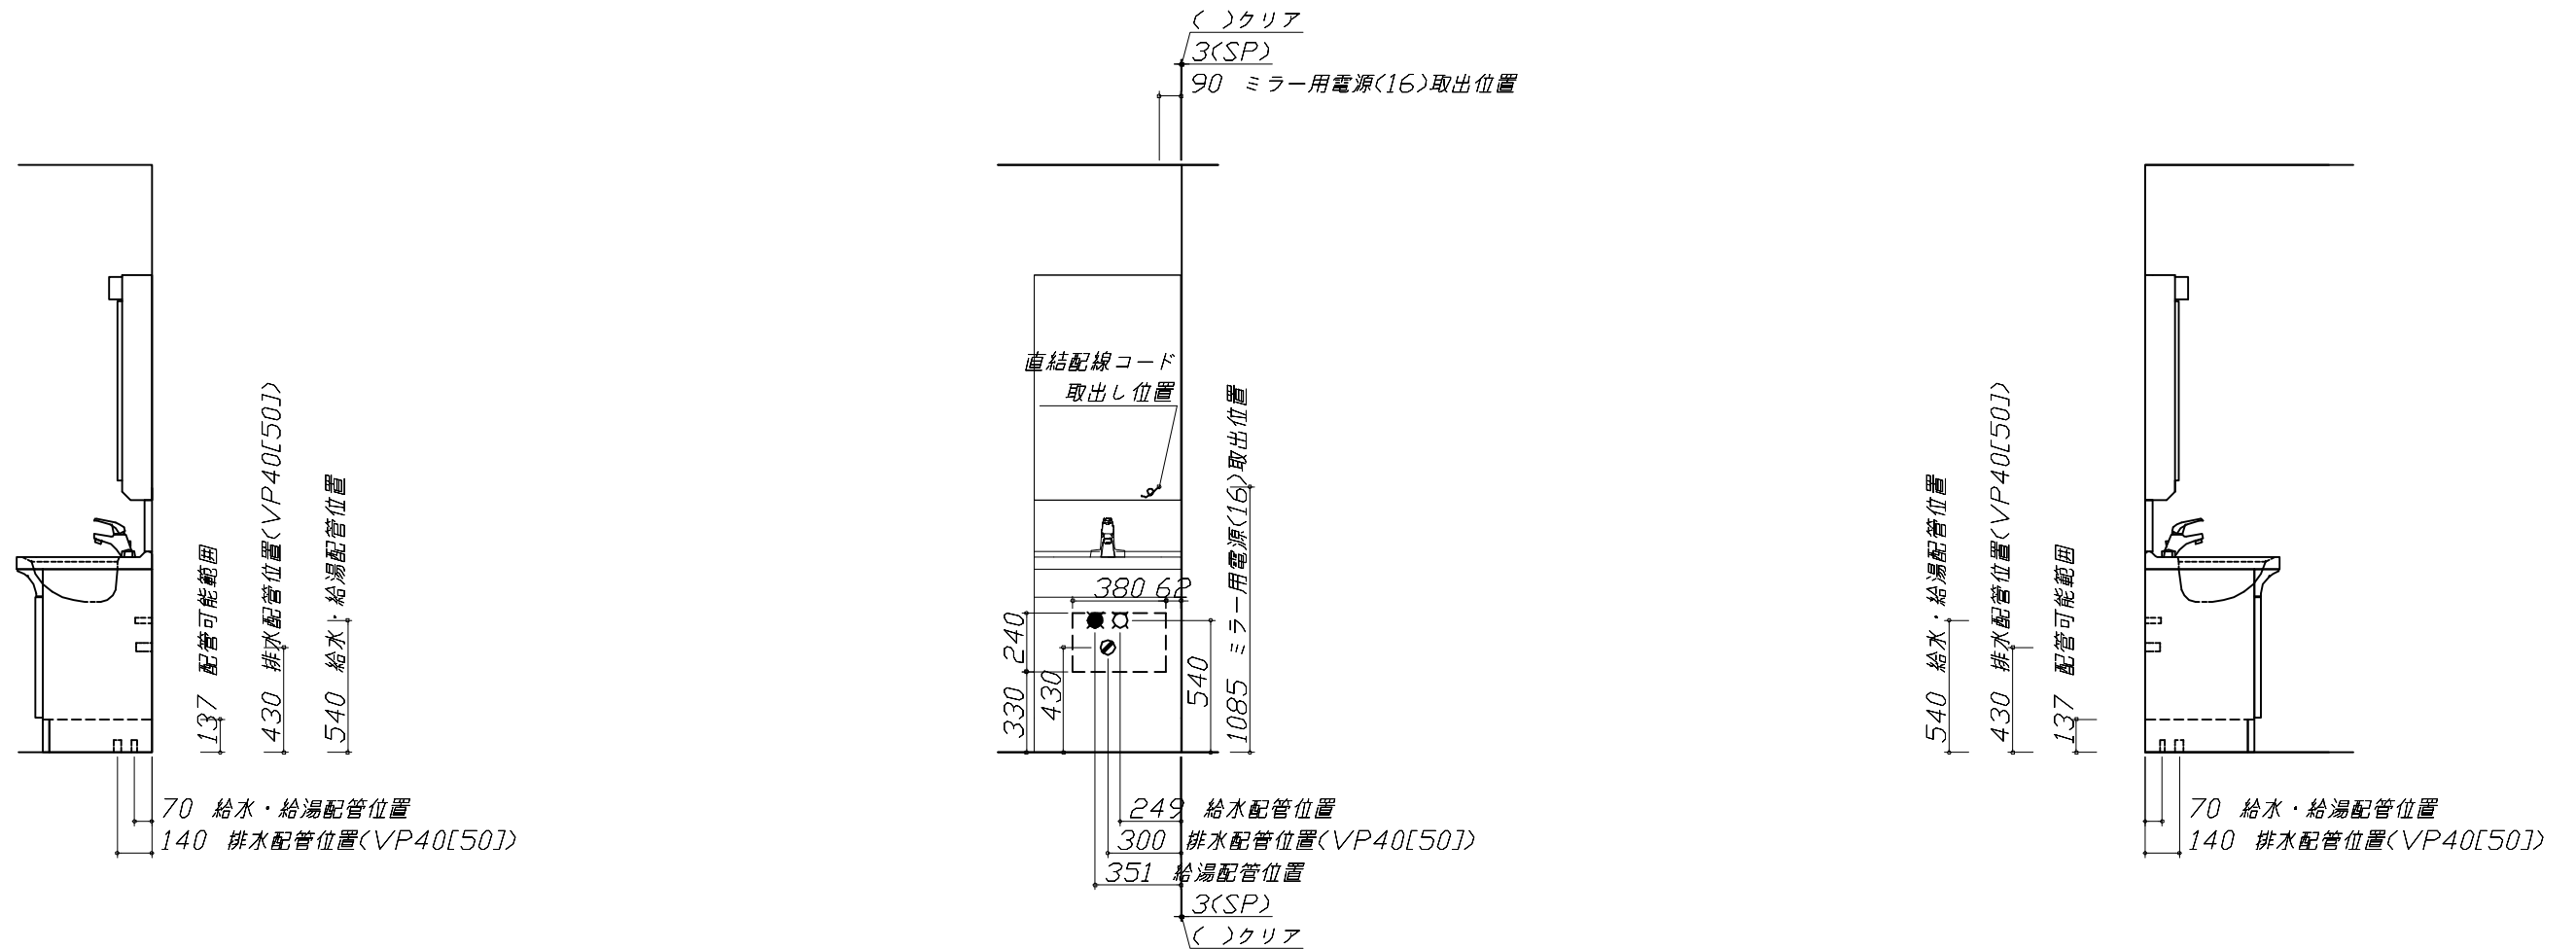 ( )クリア
3(SP)
90 ミラー用電源(16)取出位置
直結配線コード
取出し位置
1085 ミラー用電源(16)取出位置
380 62
240
330
430
540
249 給水配管位置
300 排水配管位置(VP40[50])
351 給湯配管位置
3(SP)
( )クリア
137 配管可能範囲
430 排水配管位置(VP40[50])
540 給水・給湯配管位置
70 給水・給湯配管位置
140 排水配管位置(VP40[50])
540 給水・給湯配管位置
430 排水配管位置(VP40[50])
137 配管可能範囲
70 給水・給湯配管位置
140 排水配管位置(VP40[50])